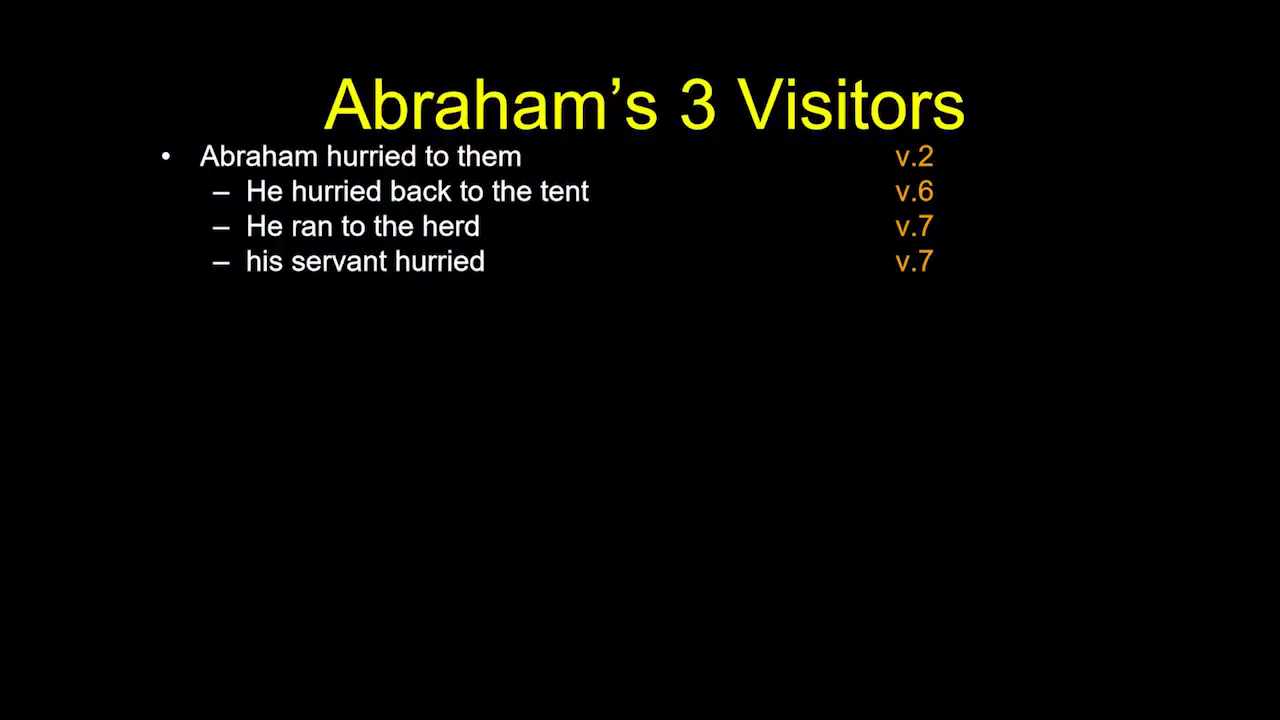 Abraham’s 3 Visitors
• Abraham hurried to them v.2
– He hurried back to the tent v.6
– He ran to the herd v.7
– his servant hurried v.7